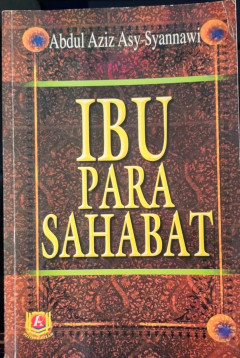 Abdul Aziz Asy-Syannawi
IBU
PARA
SAHABAT